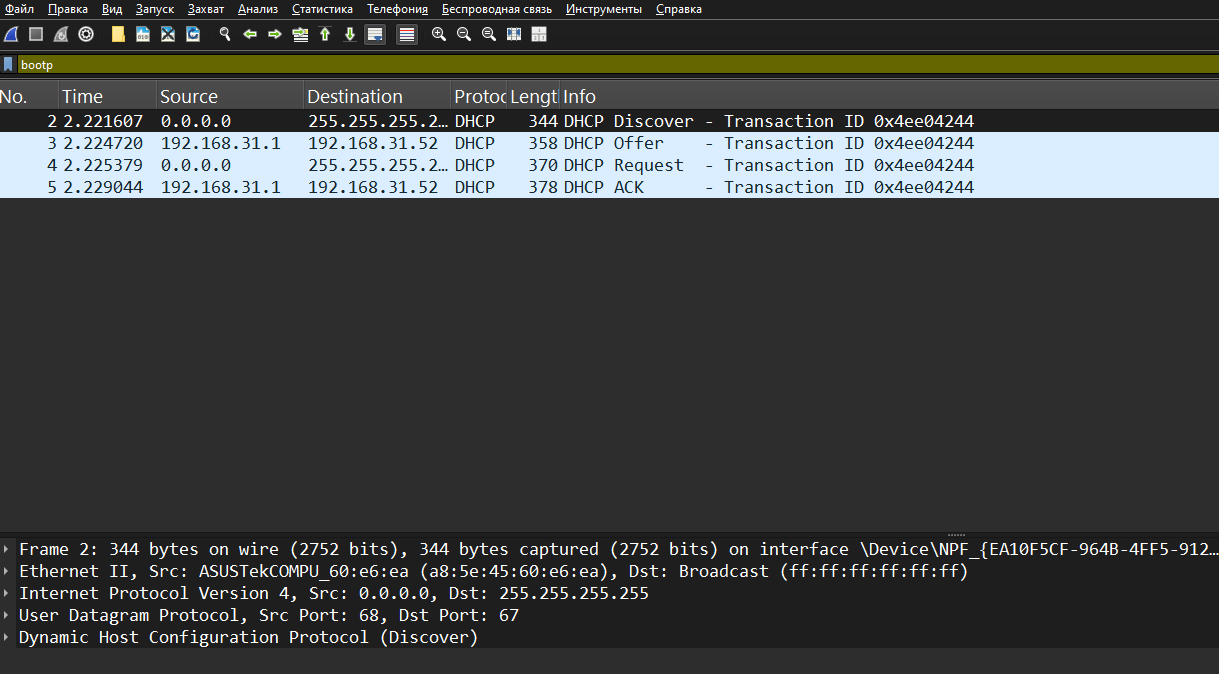 Файл Правка Вид Запуск Захват Анализ Статистика Телефония Беспроводная связь Инструменты Справка
bootp
No. Time Source Destination Protoc Lengtl Info
2 2.221607 0.0.0.0 255.255.255.2… DHCP 344 DHCP Discover - Transaction ID 0x4ee04244
3 2.224720 192.168.31.1 192.168.31.52 DHCP 358 DHCP Offer - Transaction ID 0x4ee04244
4 2.225379 0.0.0.0 255.255.255.2… DHCP 370 DHCP Request - Transaction ID 0x4ee04244
5 2.229044 192.168.31.1 192.168.31.52 DHCP 378 DHCP ACK - Transaction ID 0x4ee04244
Frame 2: 344 bytes on wire (2752 bits), 344 bytes captured (2752 bits) on interface \Device\NPF_{EA10F5CF-964B-4FF5-912…
Ethernet II, Src: ASUSTekCOMPU_60:e6:ea (a8:5e:45:60:e6:ea), Dst: Broadcast (ff:ff:ff:ff:ff:ff)
Internet Protocol Version 4, Src: 0.0.0.0, Dst: 255.255.255.255
User Datagram Protocol, Src Port: 68, Dst Port: 67
Dynamic Host Configuration Protocol (Discover)